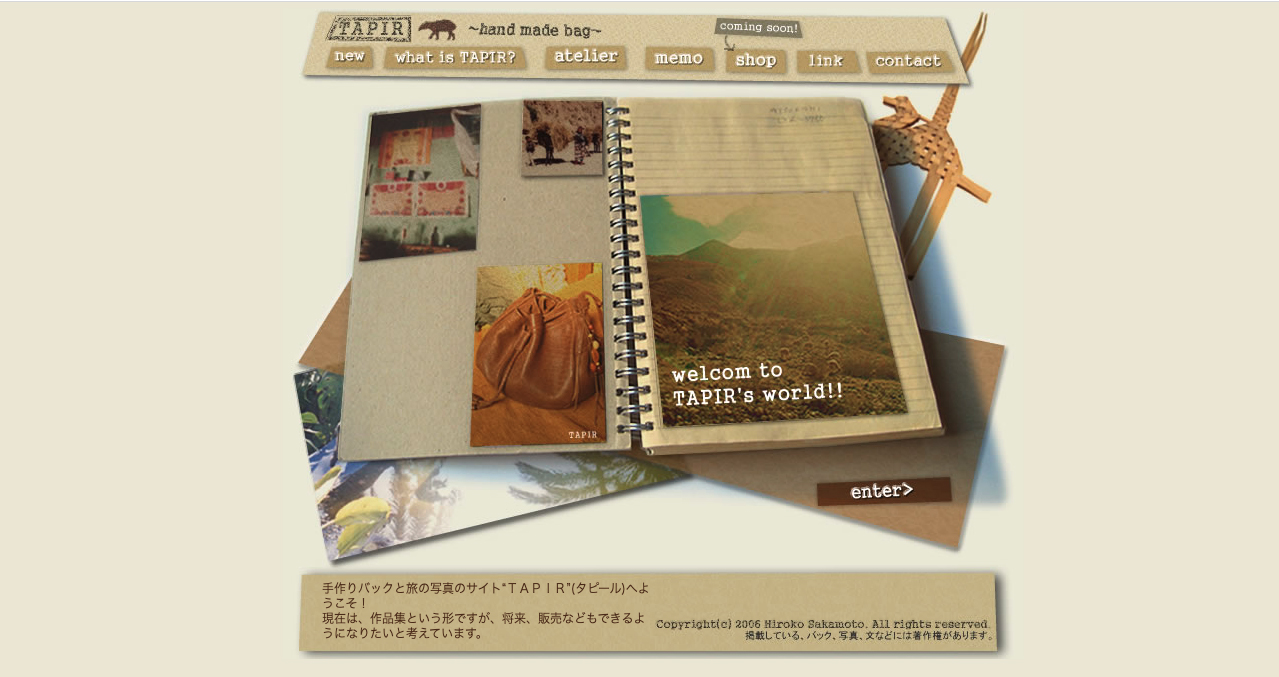 TAPIR ~hand made bag~
coming soon!
new what is TAPIR? atelier memo shop link contact
welcom to
TAPIR's world!!
TAPIR
enter>
手作りバックと旅の写真のサイト“ＴＡＰＩＲ”(タピール)へよ
うこそ！
現在は、作品集という形ですが、将来、販売などもできるよ
うになりたいと考えています。
Copyright(c) 2006 Hiroko Sakamoto. All rights reserved.
掲載している、バック、写真、文などには著作権があります。